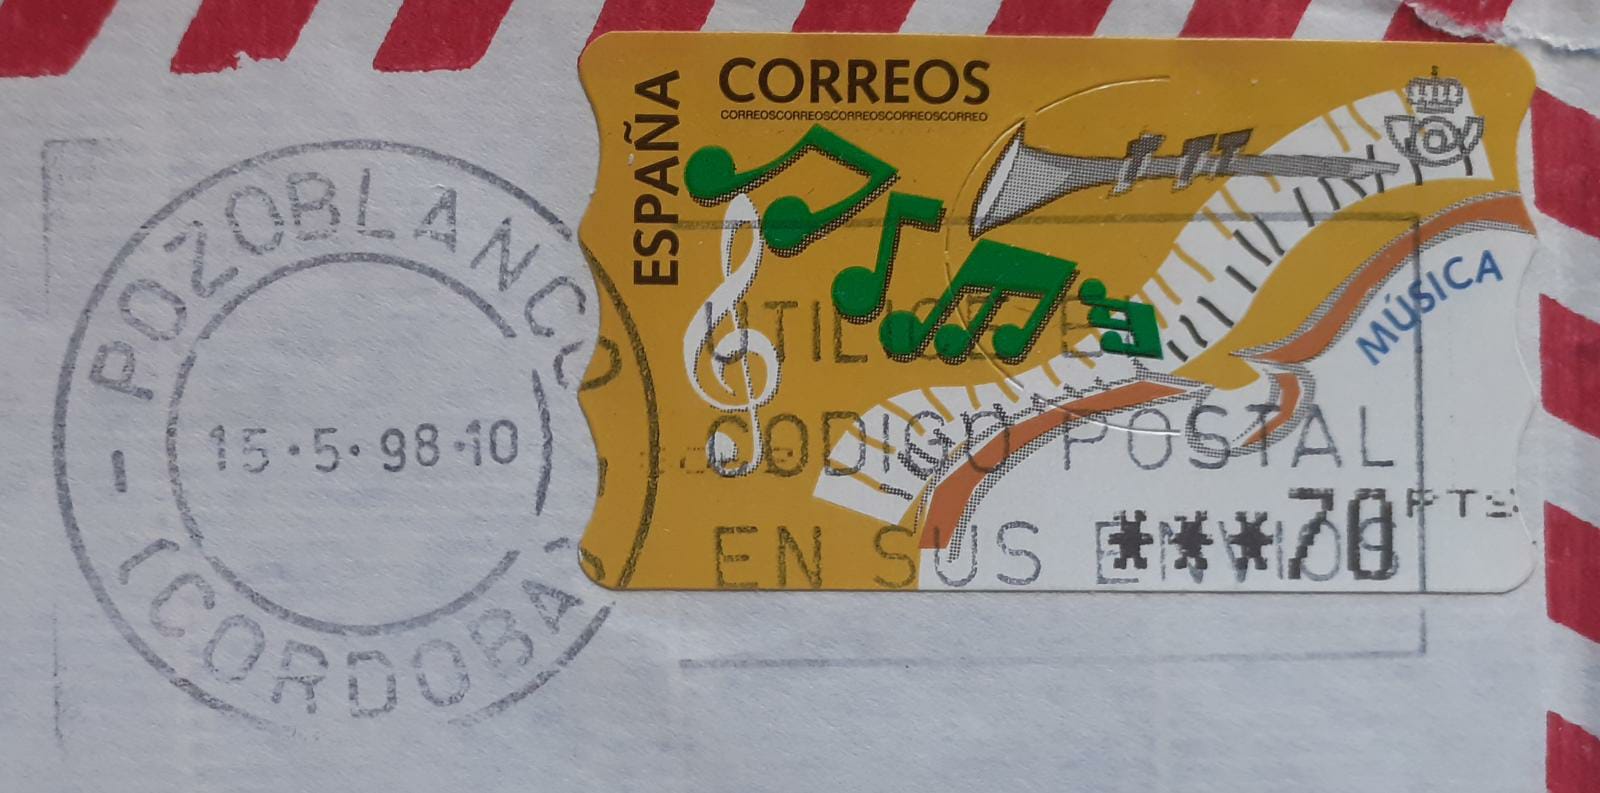 POZOBLANCO
15·5·98·10
(CORDOBA)
ESPAÑA
CORREOS
CORREOSCORREOSCORREOSCORREOSCORREO
MÚSICA
UTILICE EL
CODIGO POSTAL
EN SUS ENVIOS
***70 PTS